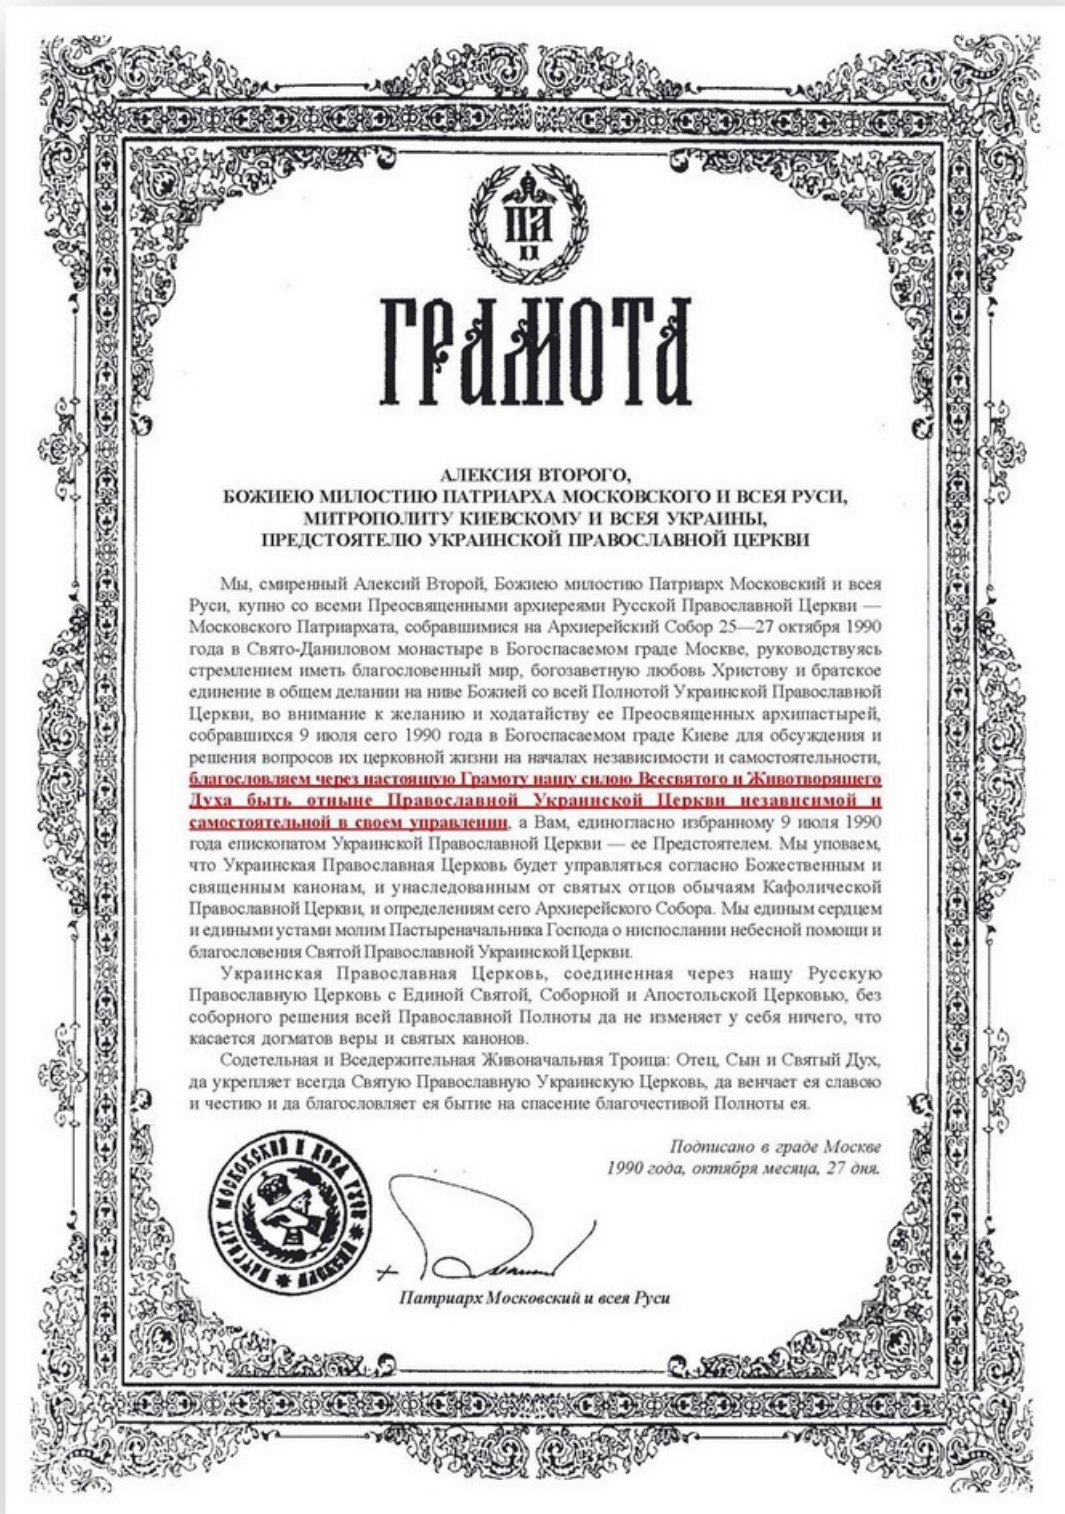 ПА
II
ГРАМОТА
АЛЕКСИЯ ВТОРОГО,
БОЖИЕЮ МИЛОСТИЮ ПАТРИАРХА МОСКОВСКОГО И ВСЕЯ РУСИ,
МИТРОПОЛИТУ КИЕВСКОМУ И ВСЕЯ УКРАИНЫ,
ПРЕДСТОЯТЕЛЮ УКРАИНСКОЙ ПРАВОСЛАВНОЙ ЦЕРКВИ
Мы, смиренный Алексий Второй, Божиею милостию Патриарх Московский и всея
Руси, купно со всеми Преосвященными архиереями Русской Православной Церкви —
Московского Патриархата, собравшимися на Архиерейский Собор 25—27 октября 1990
года в Свято-Даниловом монастыре в Богоспасаемом граде Москве, руководствуясь
стремлением иметь благословенный мир, богозаветную любовь Христову и братское
единение в общем делании на ниве Божией со всей Полнотой Украинской Православной
Церкви, во внимание к желанию и ходатайству ее Преосвященных архипастырей,
собравшихся 9 июля сего 1990 года в Богоспасаемом граде Киеве для обсуждения и
решения вопросов их церковной жизни на началах независимости и самостоятельности,
благословляем через настоящую Грамоту нашу силою Всесвятого и Животворящего
Духа быть отныне Православной Украинской Церкви независимой и
самостоятельной в своем управлении, а Вам, единогласно избранному 9 июля 1990
года епископатом Украинской Православной Церкви — ее Предстоятелем. Мы уповаем,
что Украинская Православная Церковь будет управляться согласно Божественным и
священным канонам, и унаследованным от святых отцов обычаям Кафолической
Православной Церкви, и определениям сего Архиерейского Собора. Мы единым сердцем
и едиными устами молим Пастыреначальника Господа о ниспослании небесной помощи и
благословения Святой Православной Украинской Церкви.
Украинская Православная Церковь, соединенная через нашу Русскую
Православную Церковь с Единой Святой, Соборной и Апостольской Церковью, без
соборного решения всей Православной Полноты да не изменяет у себя ничего, что
касается догматов веры и святых канонов.
Содетельная и Вседержительная Живоначальная Троица: Отец, Сын и Святый Дух,
да укрепляет всегда Святую Православную Украинскую Церковь, да венчает ея славою
и честию и да благословляет ея бытие на спасение благочестивой Полноты ея.
Подписано в граде Москве
1990 года, октября месяца, 27 дня.
ПАТРИАРХ МОСКОВСКИЙ И ВСЕЯ РУСИ
Патриарх Московский и всея Руси